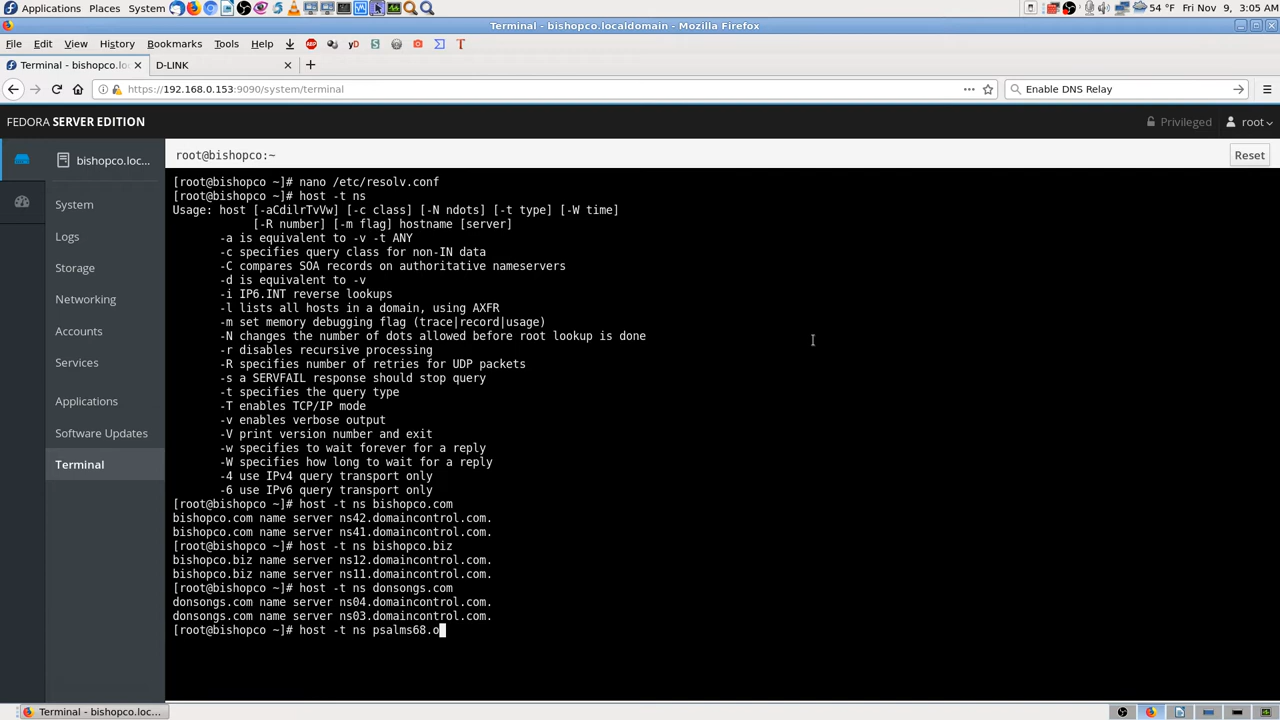 Applications Places System 54 °F Fri Nov 9, 3:05 AM
Terminal - bishopco.localdomain - Mozilla Firefox
File Edit View History Bookmarks Tools Help
Terminal - bishopco.loc D-LINK
https://192.168.0.153:9090/system/terminal Enable DNS Relay
FEDORA SERVER EDITION Privileged root
bishopco.loc... root@bishopco:~ Reset
System
Logs
Storage
Networking
Accounts
Services
Applications
Software Updates
Terminal
[root@bishopco ~]# nano /etc/resolv.conf
[root@bishopco ~]# host -t ns
Usage: host [-aCdilrTvVw] [-c class] [-N ndots] [-t type] [-W time]
            [-R number] [-m flag] hostname [server]
       -a is equivalent to -v -t ANY
       -c specifies query class for non-IN data
       -C compares SOA records on authoritative nameservers
       -d is equivalent to -v
       -i IP6.INT reverse lookups
       -l lists all hosts in a domain, using AXFR
       -m set memory debugging flag (trace|record|usage)
       -N changes the number of dots allowed before root lookup is done
       -r disables recursive processing
       -R specifies number of retries for UDP packets
       -s a SERVFAIL response should stop query
       -t specifies the query type
       -T enables TCP/IP mode
       -v enables verbose output
       -V print version number and exit
       -w specifies to wait forever for a reply
       -W specifies how long to wait for a reply
       -4 use IPv4 query transport only
       -6 use IPv6 query transport only
[root@bishopco ~]# host -t ns bishopco.com
bishopco.com name server ns42.domaincontrol.com.
bishopco.com name server ns41.domaincontrol.com.
[root@bishopco ~]# host -t ns bishopco.biz
bishopco.biz name server ns12.domaincontrol.com.
bishopco.biz name server ns11.domaincontrol.com.
[root@bishopco ~]# host -t ns donsongs.com
donsongs.com name server ns04.domaincontrol.com.
donsongs.com name server ns03.domaincontrol.com.
[root@bishopco ~]# host -t ns psalms68.o
Terminal - bishopco.loc...